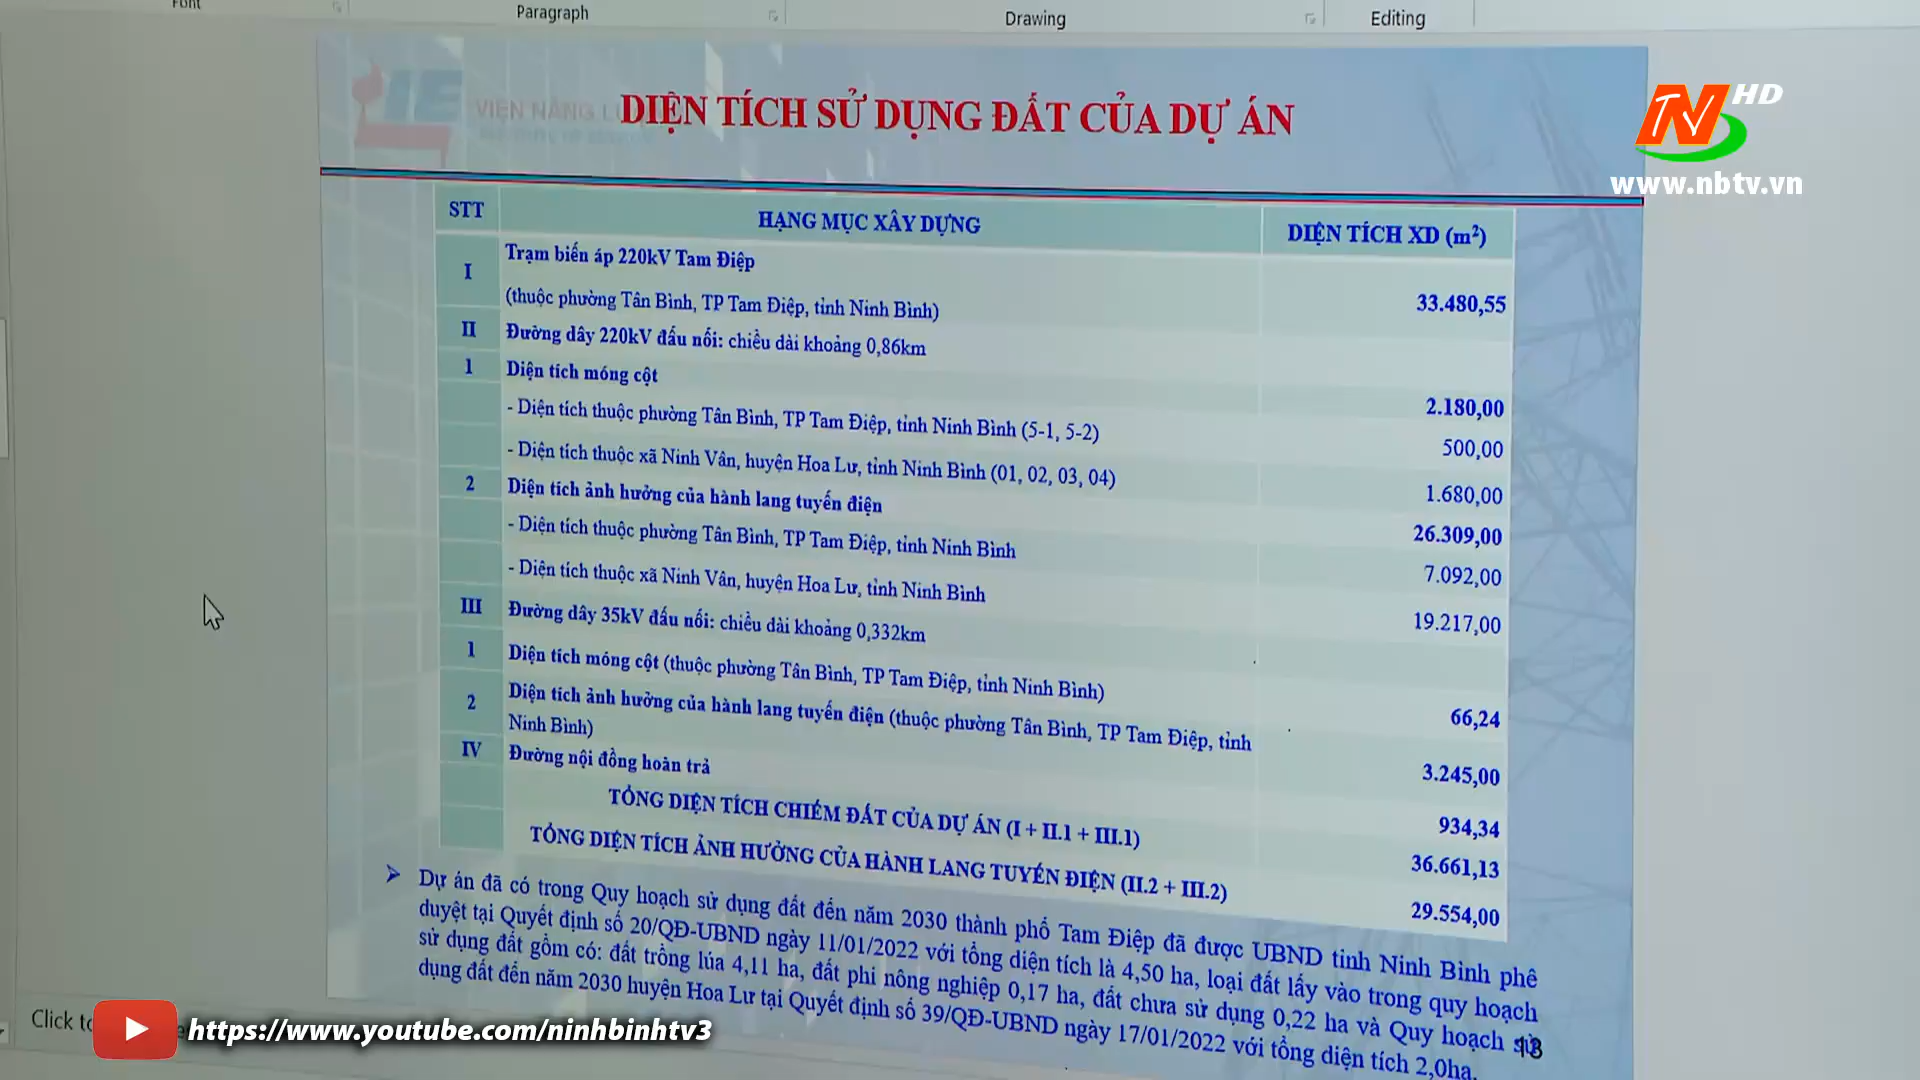 Font
Paragraph
Drawing
Editing
VIỆN NĂNG L
DIỆN TÍCH SỬ DỤNG ĐẤT CỦA DỰ ÁN
NTV HD
www.nbtv.vn
STT HẠNG MỤC XÂY DỰNG DIỆN TÍCH XD (m²)
I Trạm biến áp 220kV Tam Điệp
(thuộc phường Tân Bình, TP Tam Điệp, tỉnh Ninh Bình) 33.480,55
II Đường dây 220kV đấu nối: chiều dài khoảng 0,86km
1 Diện tích móng cột 2.180,00
- Diện tích thuộc phường Tân Bình, TP Tam Điệp, tỉnh Ninh Bình (5-1, 5-2) 500,00
- Diện tích thuộc xã Ninh Vân, huyện Hoa Lư, tỉnh Ninh Bình (01, 02, 03, 04) 1.680,00
2 Diện tích ảnh hưởng của hành lang tuyến điện 26.309,00
- Diện tích thuộc phường Tân Bình, TP Tam Điệp, tỉnh Ninh Bình 7.092,00
- Diện tích thuộc xã Ninh Vân, huyện Hoa Lư, tỉnh Ninh Bình 19.217,00
III Đường dây 35kV đấu nối: chiều dài khoảng 0,332km
1 Diện tích móng cột (thuộc phường Tân Bình, TP Tam Điệp, tỉnh Ninh Bình) 66,24
2 Diện tích ảnh hưởng của hành lang tuyến điện (thuộc phường Tân Bình, TP Tam Điệp, tỉnh
Ninh Bình) 3.245,00
IV Đường nội đồng hoàn trả 934,34
TỔNG DIỆN TÍCH CHIẾM ĐẤT CỦA DỰ ÁN (I + II.1 + III.1) 36.661,13
TỔNG DIỆN TÍCH ẢNH HƯỞNG CỦA HÀNH LANG TUYẾN ĐIỆN (II.2 + III.2) 29.554,00
➢ Dự án đã có trong Quy hoạch sử dụng đất đến năm 2030 thành phố Tam Điệp đã được UBND tỉnh Ninh Bình phê
duyệt tại Quyết định số 20/QĐ-UBND ngày 11/01/2022 với tổng diện tích là 4,50 ha, loại đất lấy vào trong quy hoạch
sử dụng đất gồm có: đất trồng lúa 4,11 ha, đất phi nông nghiệp 0,17 ha, đất chưa sử dụng 0,22 ha và Quy hoạch sử
dụng đất đến năm 2030 huyện Hoa Lư tại Quyết định số 39/QĐ-UBND ngày 17/01/2022 với tổng diện tích 2,0ha.
13
Click to
https://www.youtube.com/ninhbinhtv3